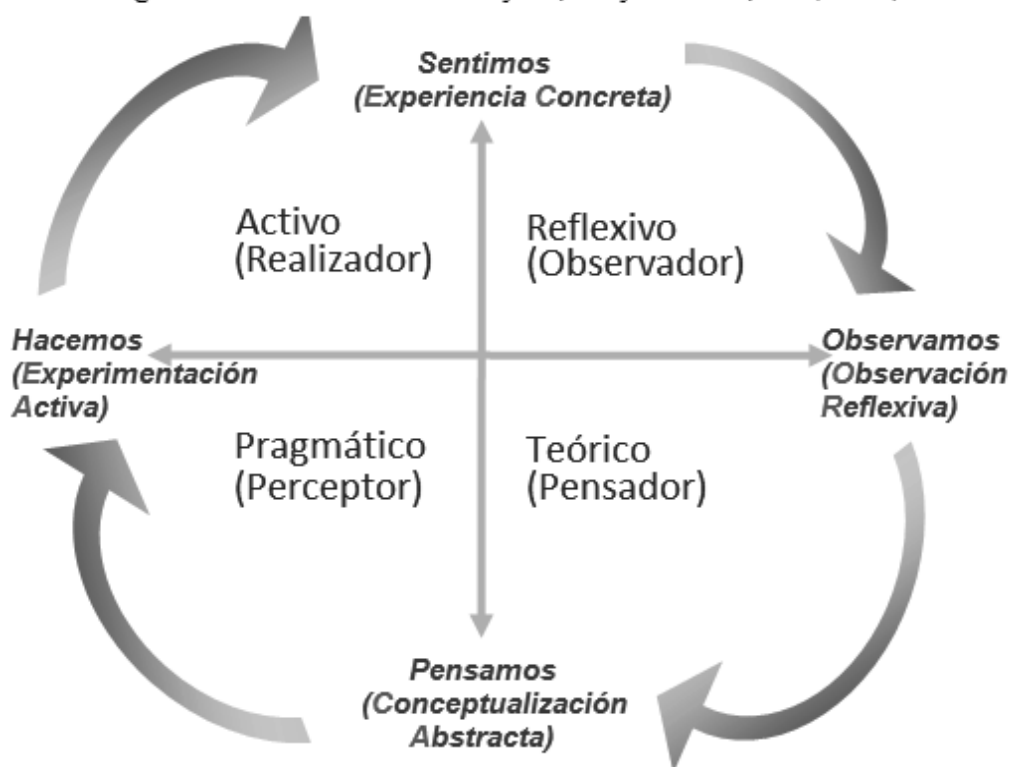 Sentimos
(Experiencia Concreta)
Activo
(Realizador)
Reflexivo
(Observador)
Hacemos
(Experimentación
Activa)
Observamos
(Observación
Reflexiva)
Pragmático
(Perceptor)
Teórico
(Pensador)
Pensamos
(Conceptualización
Abstracta)